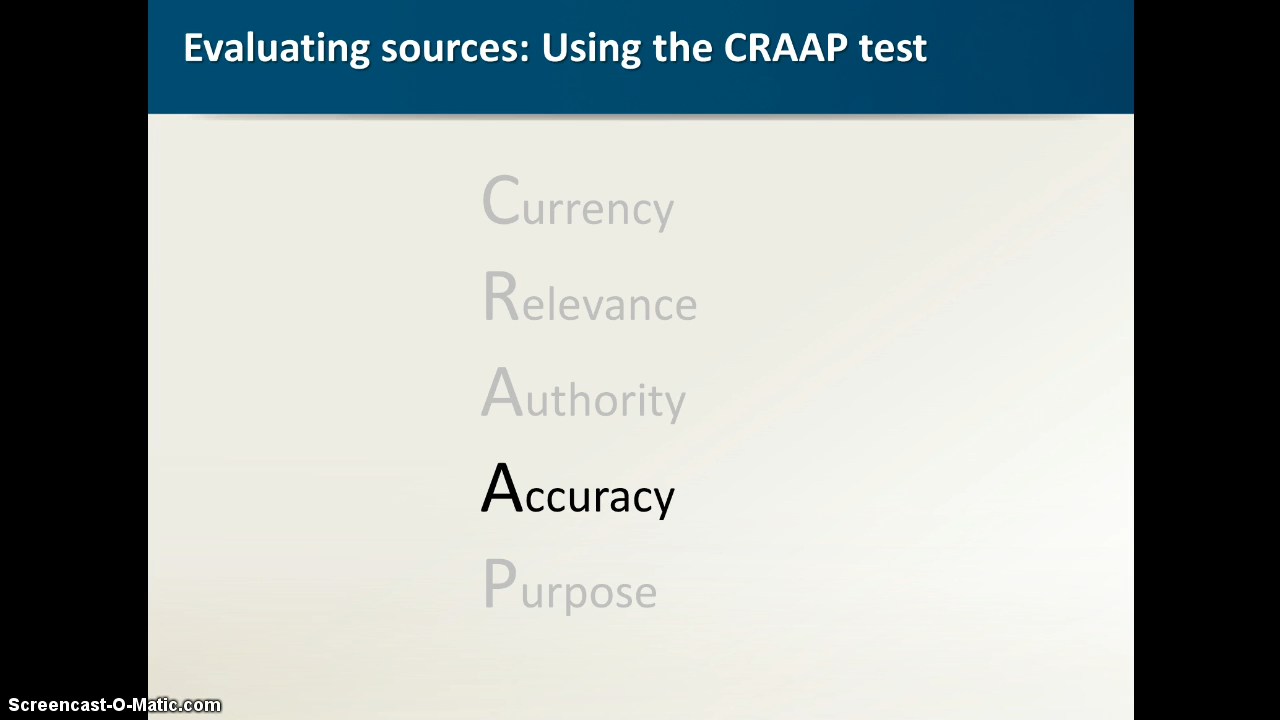 Evaluating sources: Using the CRAAP test
Currency
Relevance
Authority
Accuracy
Purpose
Screencast-O-Matic.com